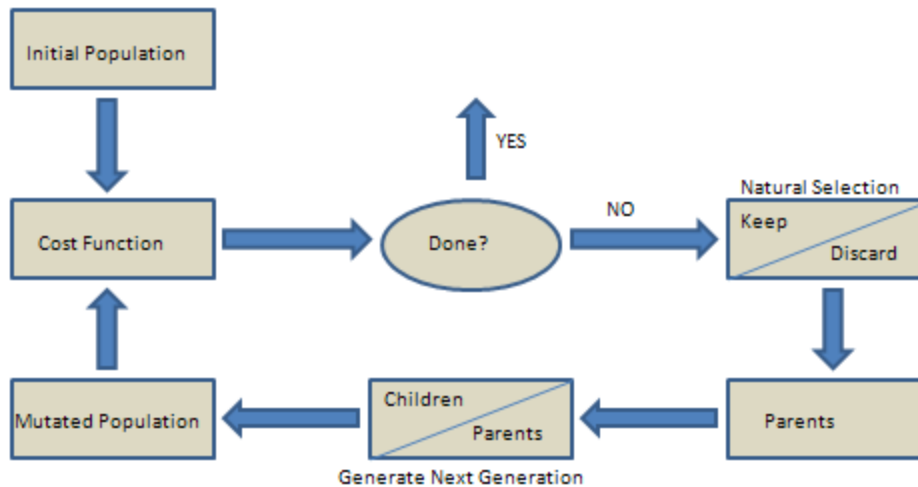 Initial Population
YES
Natural Selection
NO
Keep
Cost Function
Done?
Discard
Children
Mutated Population
Parents
Parents
Generate Next Generation